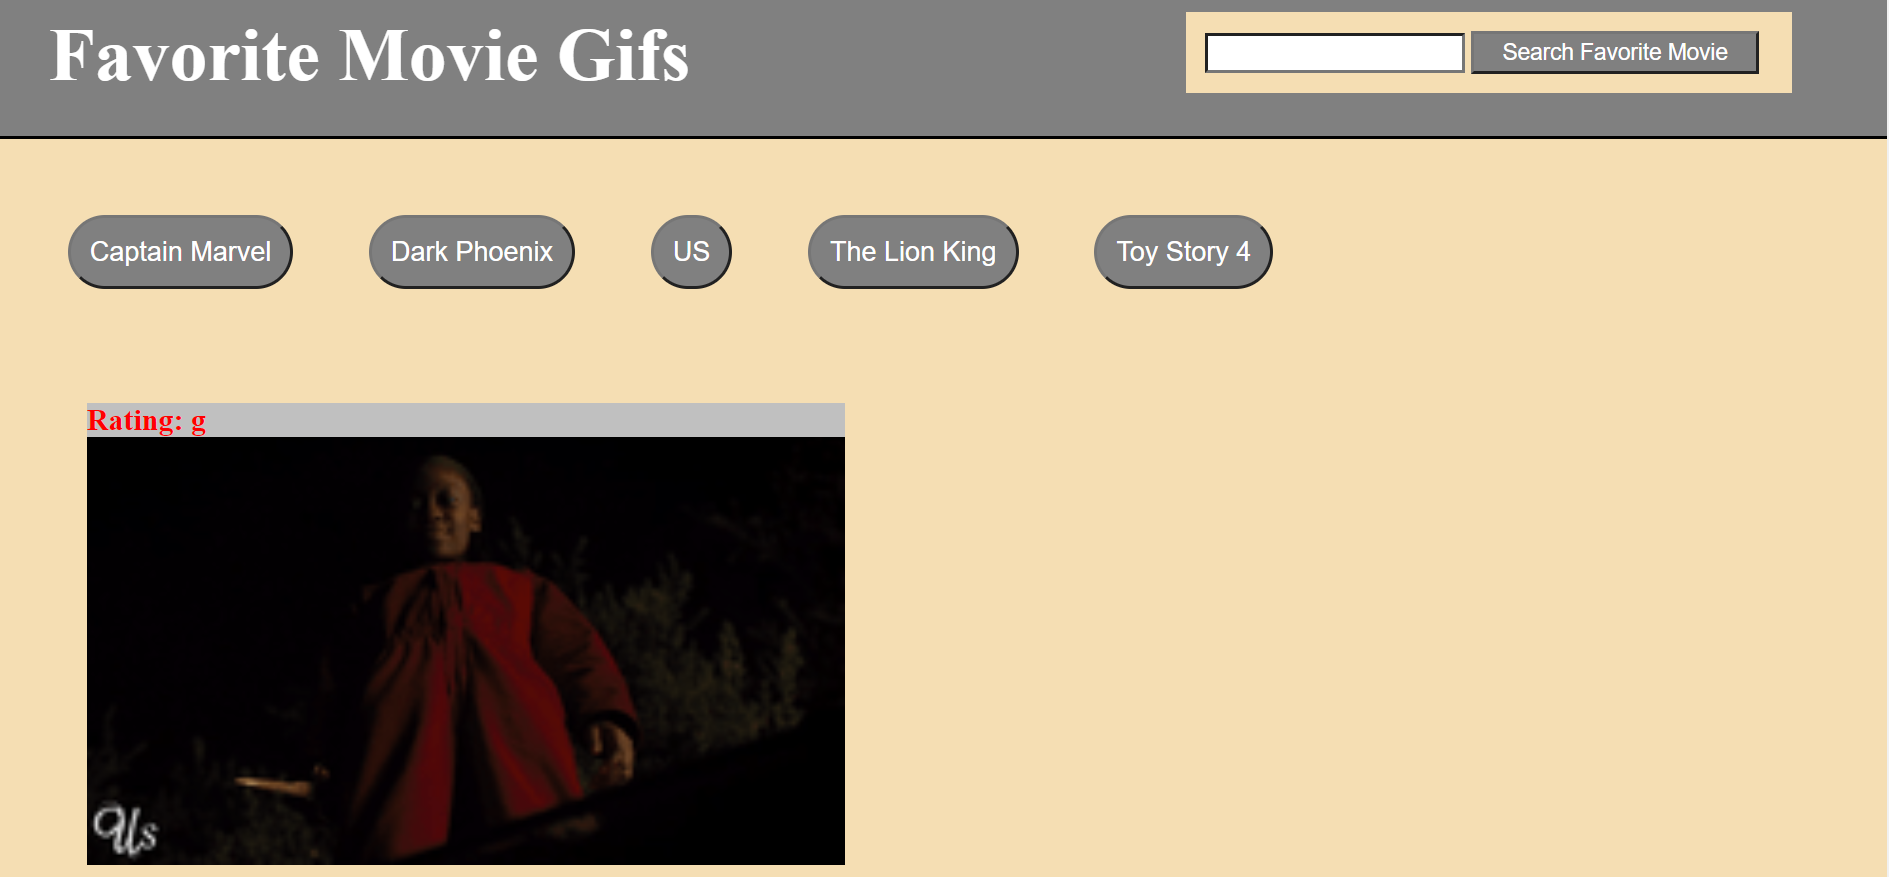 Favorite Movie Gifs
Search Favorite Movie
Captain Marvel
Dark Phoenix
US
The Lion King
Toy Story 4
Rating: g
Us